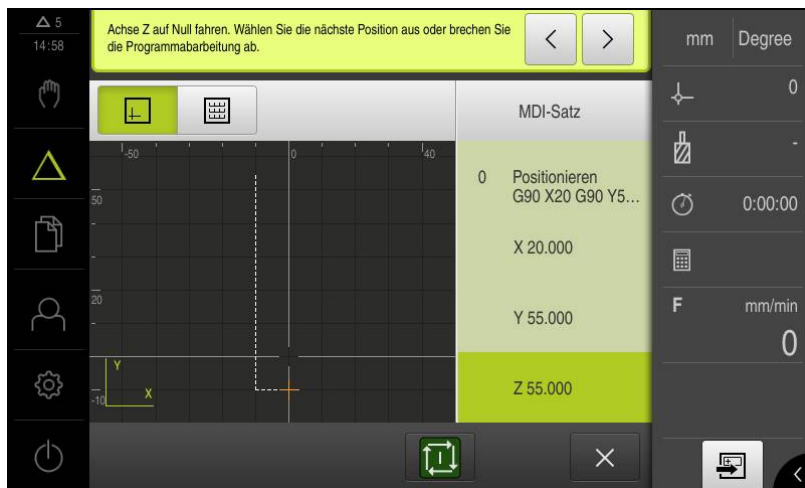 5
14:58
Achse Z auf Null fahren. Wählen Sie die nächste Position aus oder brechen Sie
die Programmabarbeitung ab.
mm Degree
0
-
0:00:00
F mm/min
0
MDI-Satz
0 Positionieren
G90 X20 G90 Y5...
X 20.000
Y 55.000
Z 55.000
-50 0 40
50
20
-10
Y
X